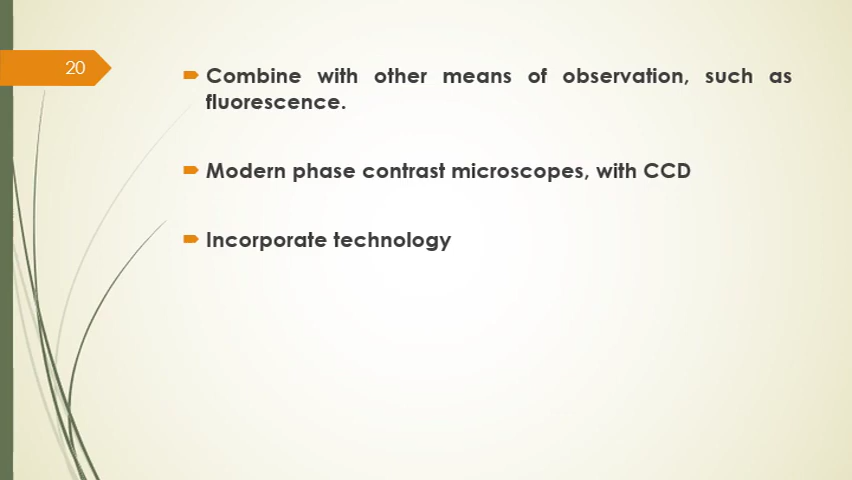 20
Combine with other means of observation, such as
fluorescence.
Modern phase contrast microscopes, with CCD
Incorporate technology